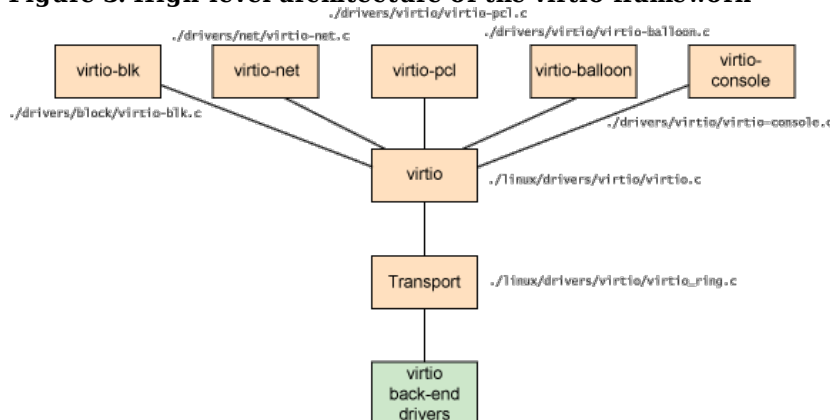 Figure 3. High-level architecture of the virtio framework
./drivers/virtio/virtio-pcl.c
./drivers/net/virtio-net.c
./drivers/virtio/virtio-balloon.c
virtio-blk
virtio-net
virtio-pcl
virtio-balloon
virtio-
console
./drivers/block/virtio-blk.c
./drivers/virtio/virtio-console.c
virtio
./linux/drivers/virtio/virtio.c
Transport
./linux/drivers/virtio/virtio_ring.c
virtio
back-end
drivers